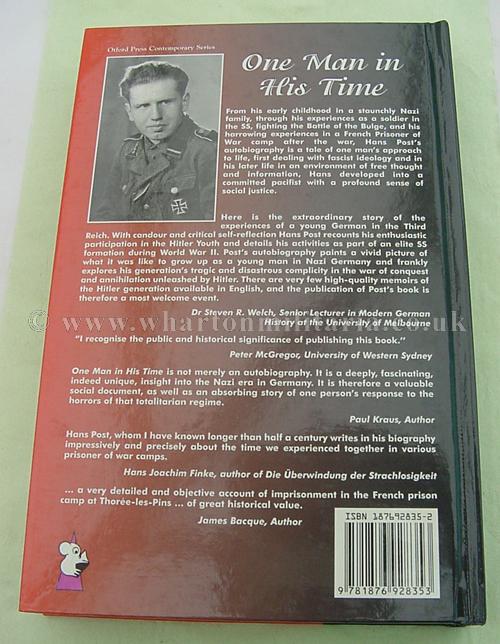 Otford Press Contemporary Series
One Man in
His Time
From his early childhood in a staunchly Nazi
family, through his experiences as a soldier in
the SS, fighting the Battle of the Bulge, and his
harrowing experiences in a French Prisoner of
War camp after the war, Hans Post's
autobiography is a tale of one man's approach
to life, first dealing with fascist ideology and in
his later life in an environment of free thought
and information, Hans developed into a
committed pacifist with a profound sense of
social justice.
Here is the extraordinary story of the
experiences of a young German in the Third
Reich. With candour and critical self-reflection Hans Post recounts his enthusiastic
participation in the Hitler Youth and details his activities as part of an elite SS
formation during World War II. Post's autobiography paints a vivid picture of
what it was like to grow up as a young man in Nazi Germany and frankly
explores his generation's tragic and disastrous complicity in the war of conquest
and annihilation unleashed by Hitler. There are very few high-quality memoirs of
the Hitler generation available in English, and the publication of Post's book is
therefore a most welcome event.
Dr Steven R. Welch, Senior Lecturer in Modern German
History at the University of Melbourne
© www.whartonmilitaria.co.uk
"I recognise the public and historical significance of publishing this book."
Peter McGregor, University of Western Sydney
One Man in His Time is not merely an autobiography. It is a deeply, fascinating,
indeed unique, insight into the Nazi era in Germany. It is therefore a valuable
social document, as well as an absorbing story of one person's response to the
horrors of that totalitarian regime.
Paul Kraus, Author
Hans Post, whom I have known longer than half a century writes in his biography
impressively and precisely about the time we experienced together in various
prisoner of war camps.
Hans Joachim Finke, author of Die Überwindung der Strachlosigkeit
... a very detailed and objective account of imprisonment in the French prison
camp at Thorée-les-Pins ... of great historical value.
James Bacque, Author
ISBN 187692835-2
9 781876 928353